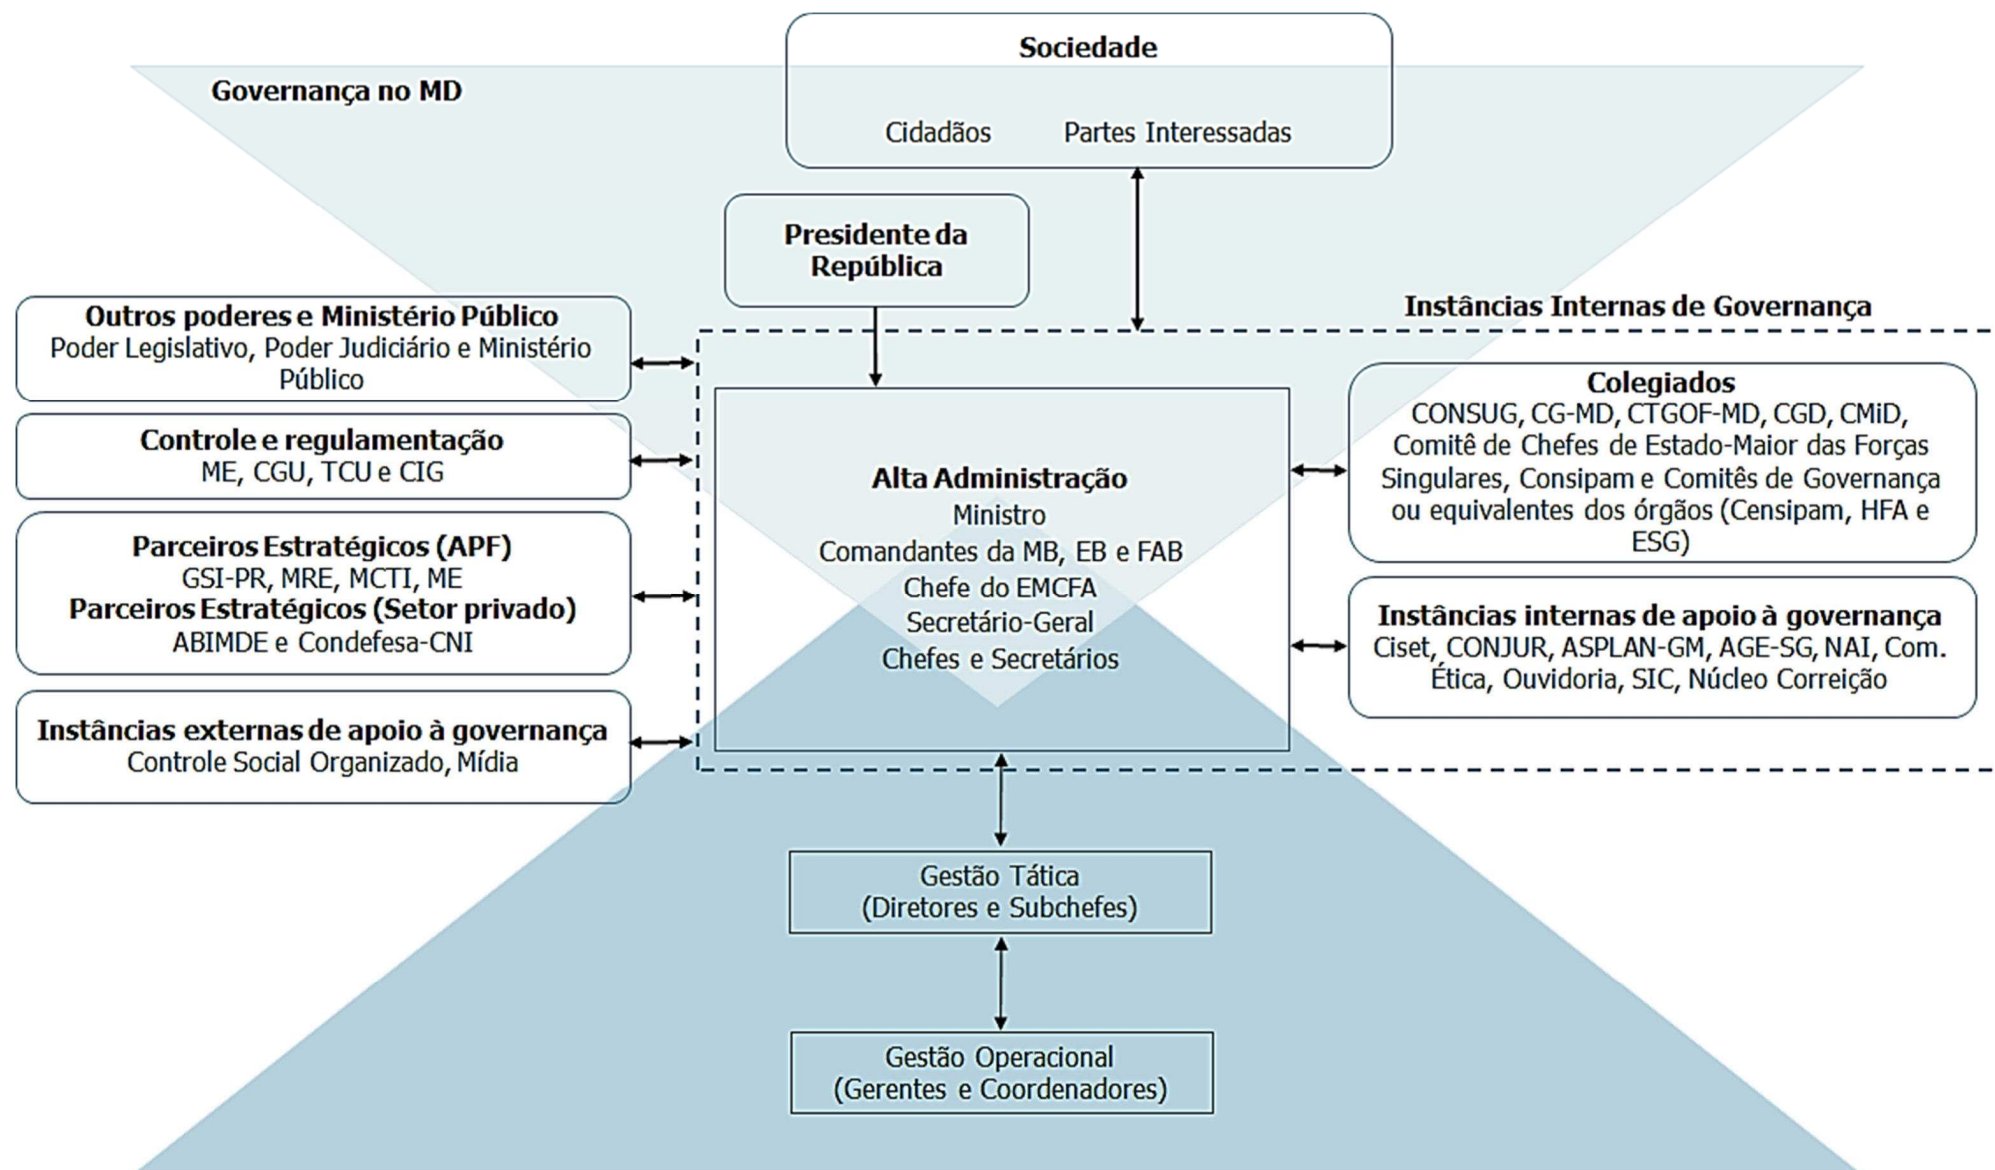 Sociedade
Governança no MD
Cidadãos Partes Interessadas
Presidente da
República
Outros poderes e Ministério Público
Poder Legislativo, Poder Judiciário e Ministério
Público
Controle e regulamentação
ME, CGU, TCU e CIG
Parceiros Estratégicos (APF)
GSI-PR, MRE, MCTI, ME
Parceiros Estratégicos (Setor privado)
ABIMDE e Condefesa-CNI
Instâncias externas de apoio à governança
Controle Social Organizado, Mídia
Alta Administração
Ministro
Comandantes da MB, EB e FAB
Chefe do EMCFA
Secretário-Geral
Chefes e Secretários
Instâncias Internas de Governança
Colegiados
CONSUG, CG-MD, CTGOF-MD, CGD, CMiD,
Comitê de Chefes de Estado-Maior das Forças
Singulares, Consipam e Comitês de Governança
ou equivalentes dos órgãos (Censipam, HFA e
ESG)
Instâncias internas de apoio à governança
Ciset, CONJUR, ASPLAN-GM, AGE-SG, NAI, Com.
Ética, Ouvidoria, SIC, Núcleo Correição
Gestão Tática
(Diretores e Subchefes)
Gestão Operacional
(Gerentes e Coordenadores)